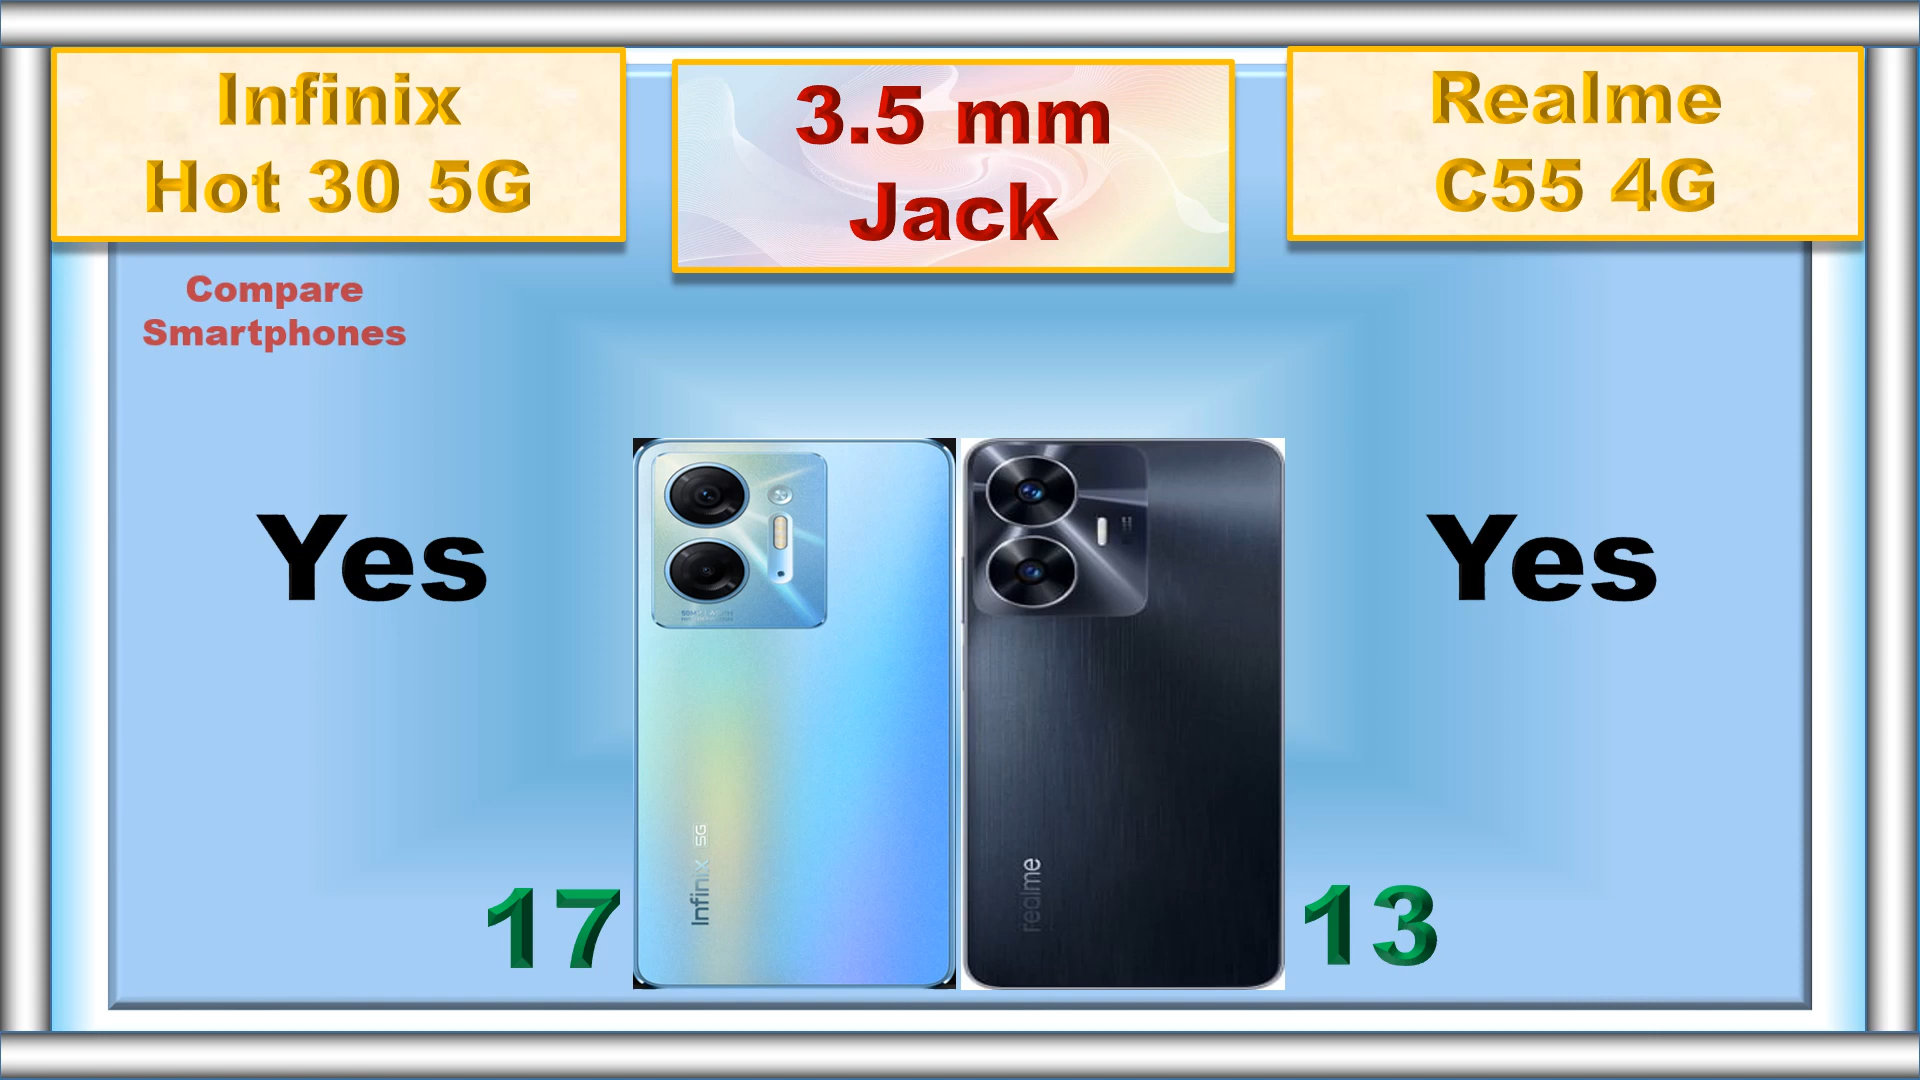 Infinix
Hot 30 5G
3.5 mm
Jack
Realme
C55 4G
Compare
Smartphones
Yes
Yes
Infinix 5G
realme
17
13